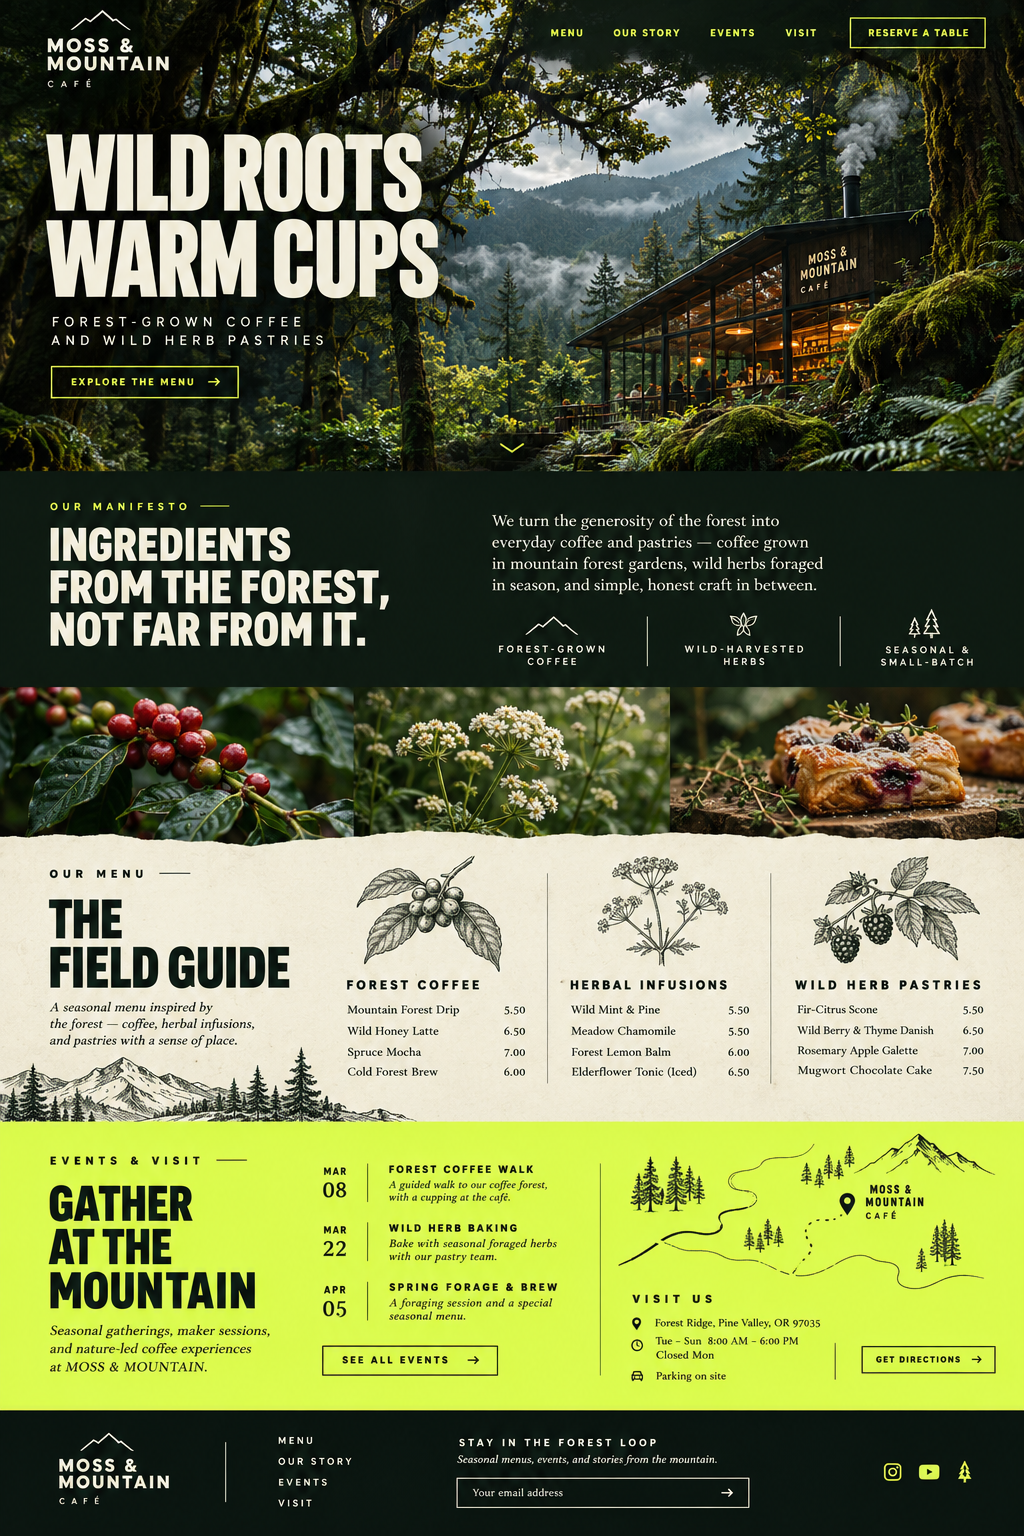 MOSS &
MOUNTAIN
CAFÉ
MENU
OUR STORY
EVENTS
VISIT
RESERVE A TABLE
WILD ROOTS
WARM CUPS
FOREST-GROWN COFFEE
AND WILD HERB PASTRIES
EXPLORE THE MENU
MOSS &
MOUNTAIN
CAFÉ
OUR MANIFESTO
INGREDIENTS
FROM THE FOREST,
NOT FAR FROM IT.
We turn the generosity of the forest into
everyday coffee and pastries — coffee grown
in mountain forest gardens, wild herbs foraged
in season, and simple, honest craft in between.
FOREST-GROWN
COFFEE
WILD-HARVESTED
HERBS
SEASONAL &
SMALL-BATCH
OUR MENU
THE
FIELD GUIDE
A seasonal menu inspired by
the forest — coffee, herbal infusions,
and pastries with a sense of place.
FOREST COFFEE
Mountain Forest Drip 5.50
Wild Honey Latte 6.50
Spruce Mocha 7.00
Cold Forest Brew 6.00
HERBAL INFUSIONS
Wild Mint & Pine 5.50
Meadow Chamomile 5.50
Forest Lemon Balm 6.00
Elderflower Tonic (Iced) 6.50
WILD HERB PASTRIES
Fir-Citrus Scone 5.50
Wild Berry & Thyme Danish 6.50
Rosemary Apple Galette 7.00
Mugwort Chocolate Cake 7.50
EVENTS & VISIT
GATHER
AT THE
MOUNTAIN
Seasonal gatherings, maker sessions,
and nature-led coffee experiences
at MOSS & MOUNTAIN.
MAR
08
FOREST COFFEE WALK
A guided walk to our coffee forest,
with a cupping at the café.
MAR
22
WILD HERB BAKING
Bake with seasonal foraged herbs
with our pastry team.
APR
05
SPRING FORAGE & BREW
A foraging session and a special
seasonal menu.
SEE ALL EVENTS
MOSS &
MOUNTAIN
CAFÉ
VISIT US
Forest Ridge, Pine Valley, OR 97035
Tue – Sun 8:00 AM – 6:00 PM
Closed Mon
Parking on site
GET DIRECTIONS
MOSS &
MOUNTAIN
CAFÉ
MENU
OUR STORY
EVENTS
VISIT
STAY IN THE FOREST LOOP
Seasonal menus, events, and stories from the mountain.
Your email address